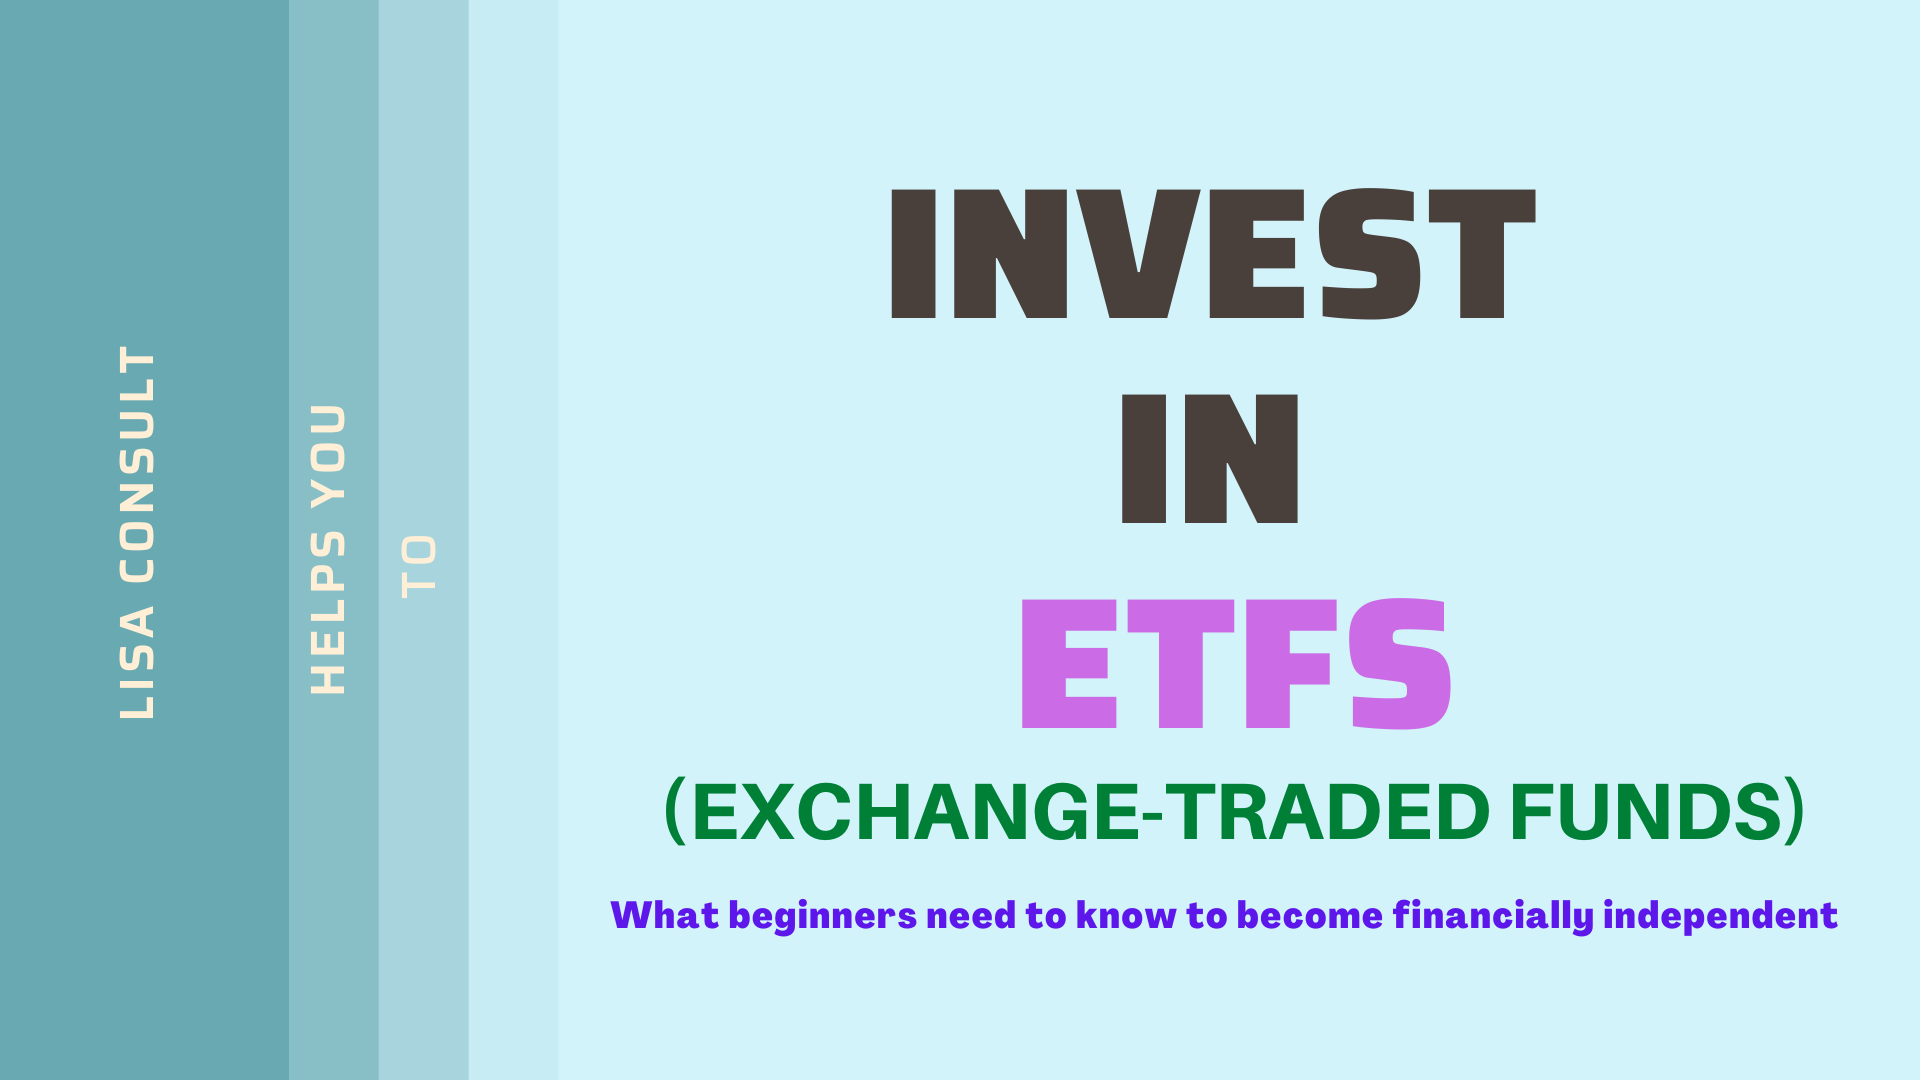 LISA CONSULT
HELPS YOU
TO
INVEST
IN
ETFS
(EXCHANGE-TRADED FUNDS)
What beginners need to know to become financially independent